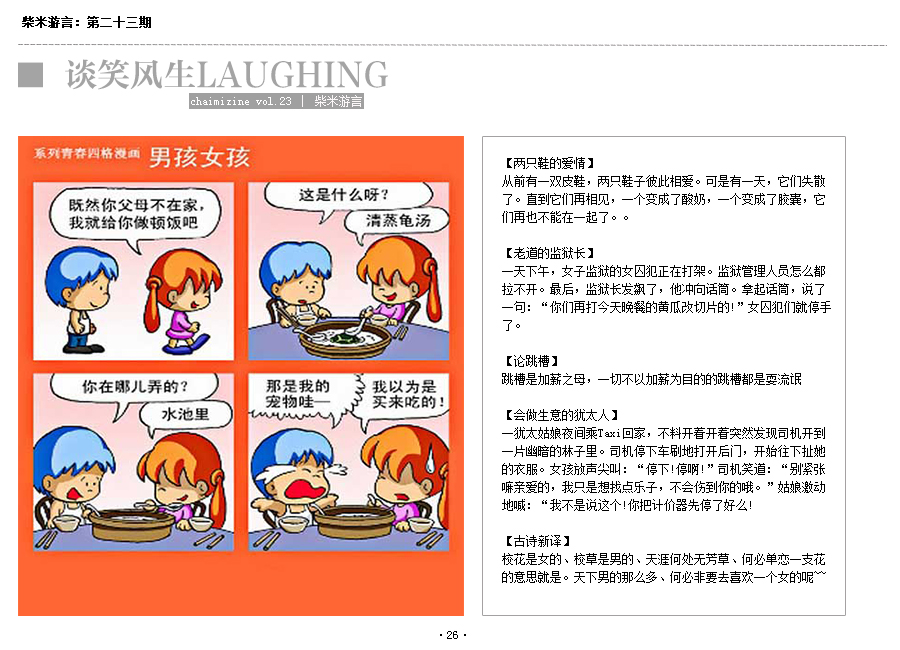 柴米游言：第二十三期
谈笑风生LAUGHING
chaimizine vol.23 | 柴米游言
系列青春四格漫画 男孩女孩
既然你父母不在家，
我就给你做顿饭吧
这是什么呀？
清蒸龟汤
你在哪儿弄的？
水池里
那是我的
宠物哇—
我以为是
买来吃的！
【两只鞋的爱情】
从前有一双皮鞋，两只鞋子彼此相爱。可是有一天，它们失散
了。直到它们再相见，一个变成了酸奶，一个变成了胶囊，它
们再也不能在一起了。。
【老道的监狱长】
一天下午，女子监狱的女囚犯正在打架。监狱管理人员怎么都
拉不开。最后，监狱长发飙了，他冲向话筒。拿起话筒，说了
一句：“你们再打今天晚餐的黄瓜改切片的！”女囚犯们就停手
了。
【论跳槽】
跳槽是加薪之母，一切不以加薪为目的的跳槽都是耍流氓
【会做生意的犹太人】
一犹太姑娘夜间乘Taxi回家，不料开着开着突然发现司机开到
一片幽暗的林子里。司机停下车刷地打开后门，开始往下扯她
的衣服。女孩放声尖叫：“停下！停啊！”司机笑道：“别紧张
嘛亲爱的，我只是想找点乐子，不会伤到你的哦。”姑娘激动
地喊：“我不是说这个！你把计价器先停了好么！
【古诗新译】
校花是女的、校草是男的、天涯何处无芳草、何必单恋一支花
的意思就是。天下男的那么多、何必非要去喜欢一个女的呢~~
·26·